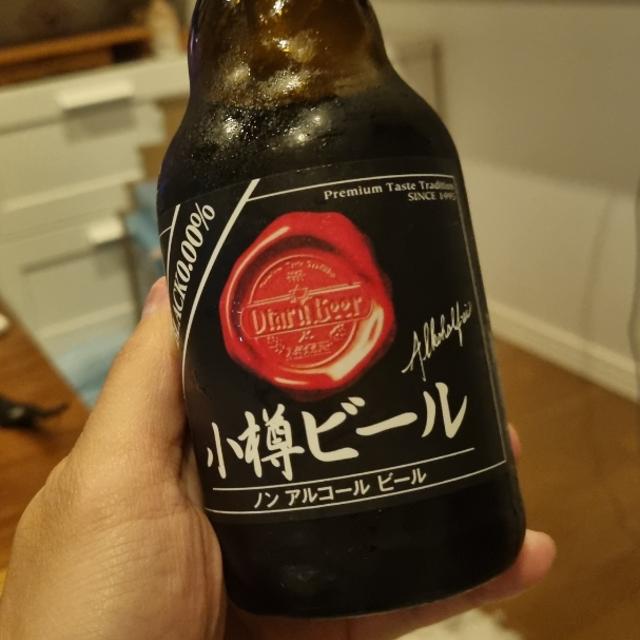 Premium Taste Tradition
SINCE 1995
BLACK0.00%
Otaru Beer
Alkoholfrei
小樽ビール
ノン アルコール ビール